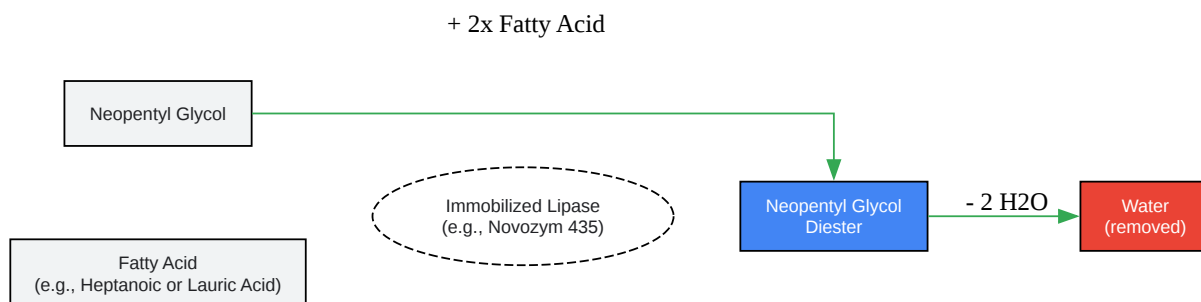 + 2x Fatty Acid
Neopentyl Glycol
Immobilized Lipase
(e.g., Novozym 435)
Neopentyl Glycol
Diester
- 2 H2O
Water
(removed)
Fatty Acid
(e.g., Heptanoic or Lauric Acid)